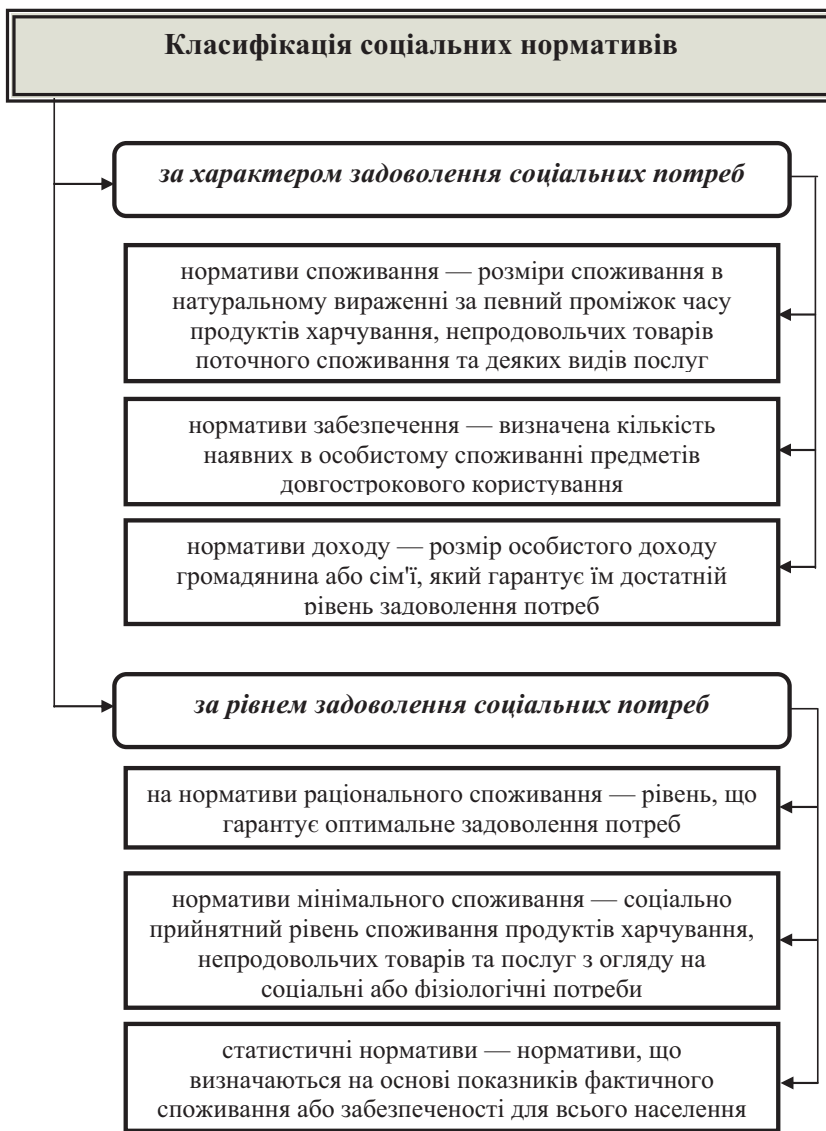 Класифікація соціальних нормативів
за характером задоволення соціальних потреб
нормативи споживання — розміри споживання в
натуральному вираженні за певний проміжок часу
продуктів харчування, непродовольчих товарів
поточного споживання та деяких видів послуг
нормативи забезпечення — визначена кількість
наявних в особистому споживанні предметів
довгострокового користування
нормативи доходу — розмір особистого доходу
громадянина або сім'ї, який гарантує їм достатній
рівень задоволення потреб
за рівнем задоволення соціальних потреб
на нормативи раціонального споживання — рівень, що
гарантує оптимальне задоволення потреб
нормативи мінімального споживання — соціально
прийнятний рівень споживання продуктів харчування,
непродовольчих товарів та послуг з огляду на
соціальні або фізіологічні потреби
статистичні нормативи — нормативи, що
визначаються на основі показників фактичного
споживання або забезпеченості для всього населення